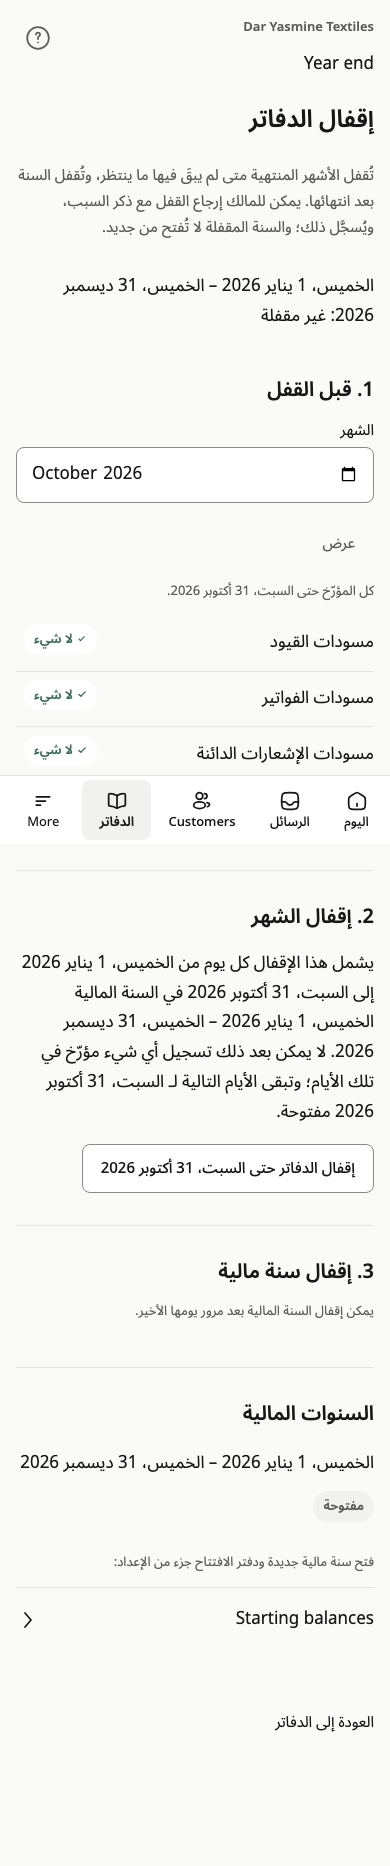 Dar Yasmine Textiles
Year end
إقفال الدفاتر
تُقفل الأشهر المنتهية متى لم يبقَ فيها ما ينتظر، وتُقفل السنة
بعد انتهائها. يمكن للمالك إرجاع القفل مع ذكر السبب،
ويُسجَّل ذلك؛ والسنة المقفلة لا تُفتح من جديد.
الخميس، 1 يناير 2026 – الخميس، 31 ديسمبر
2026: غير مقفلة
1. قبل القفل
الشهر
October 2026
عرض
كل المؤرّخ حتى السبت، 31 أكتوبر 2026.
مسودات القيود
لا شيء
مسودات الفواتير
لا شيء
مسودات الإشعارات الدائنة
لا شيء
اليوم
الرسائل
Customers
الدفاتر
More
2. إقفال الشهر
يشمل هذا الإقفال كل يوم من الخميس، 1 يناير 2026
إلى السبت، 31 أكتوبر 2026 في السنة المالية
الخميس، 1 يناير 2026 – الخميس، 31 ديسمبر
2026. لا يمكن بعد ذلك تسجيل أي شيء مؤرّخ في
تلك الأيام؛ وتبقى الأيام التالية لـ السبت، 31 أكتوبر
2026 مفتوحة.
إقفال الدفاتر حتى السبت، 31 أكتوبر 2026
3. إقفال سنة مالية
يمكن إقفال السنة المالية بعد مرور يومها الأخير.
السنوات المالية
الخميس، 1 يناير 2026 – الخميس، 31 ديسمبر 2026
مفتوحة
فتح سنة مالية جديدة ودفتر الافتتاح جزء من الإعداد:
Starting balances
العودة إلى الدفاتر